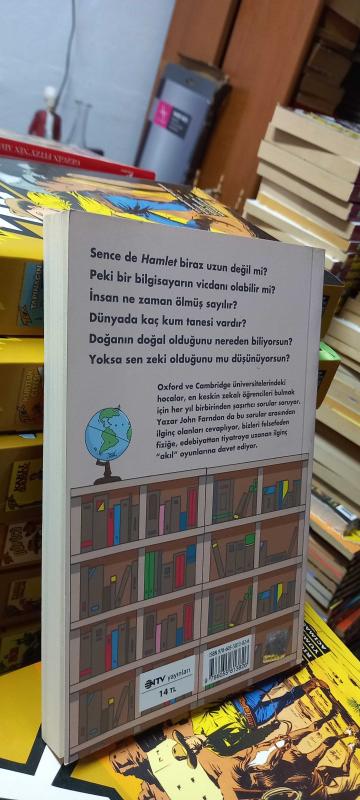 Sence de Hamlet biraz uzun değil mi?
Peki bir bilgisayarın vicdanı olabilir mi?
İnsan ne zaman ölmüş sayılır?
Dünyada kaç kum tanesi vardır?
Doğanın doğal olduğunu nereden biliyorsun?
Yoksa sen zeki olduğunu mu düşünüyorsun?
Oxford ve Cambridge üniversitelerindeki
hocalar, en keskin zekalı öğrencileri bulmak
için her yıl birbirinden şaşırtıcı sorular soruyor.
Yazar John Farndon da bu sorular arasından
ilginç olanları cevaplıyor, bizleri felsefeden
fiziğe, edebiyattan tiyatroya uzanan ilginç
"akıl" oyunlarına davet ediyor.
NTV yayınları
14 TL